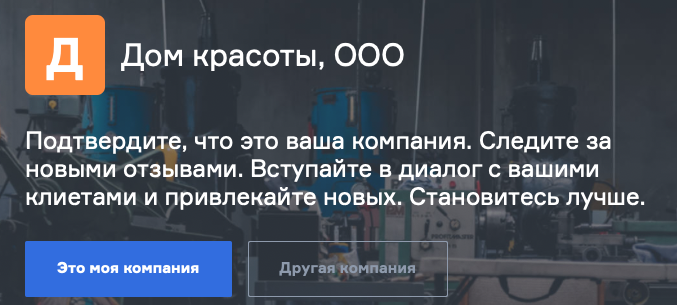 Д
Дом красоты, ООО
Подтвердите, что это ваша компания. Следите за
новыми отзывами. Вступайте в диалог с вашими
клиетами и привлекайте новых. Становитесь лучше.
Это моя компания
Другая компания